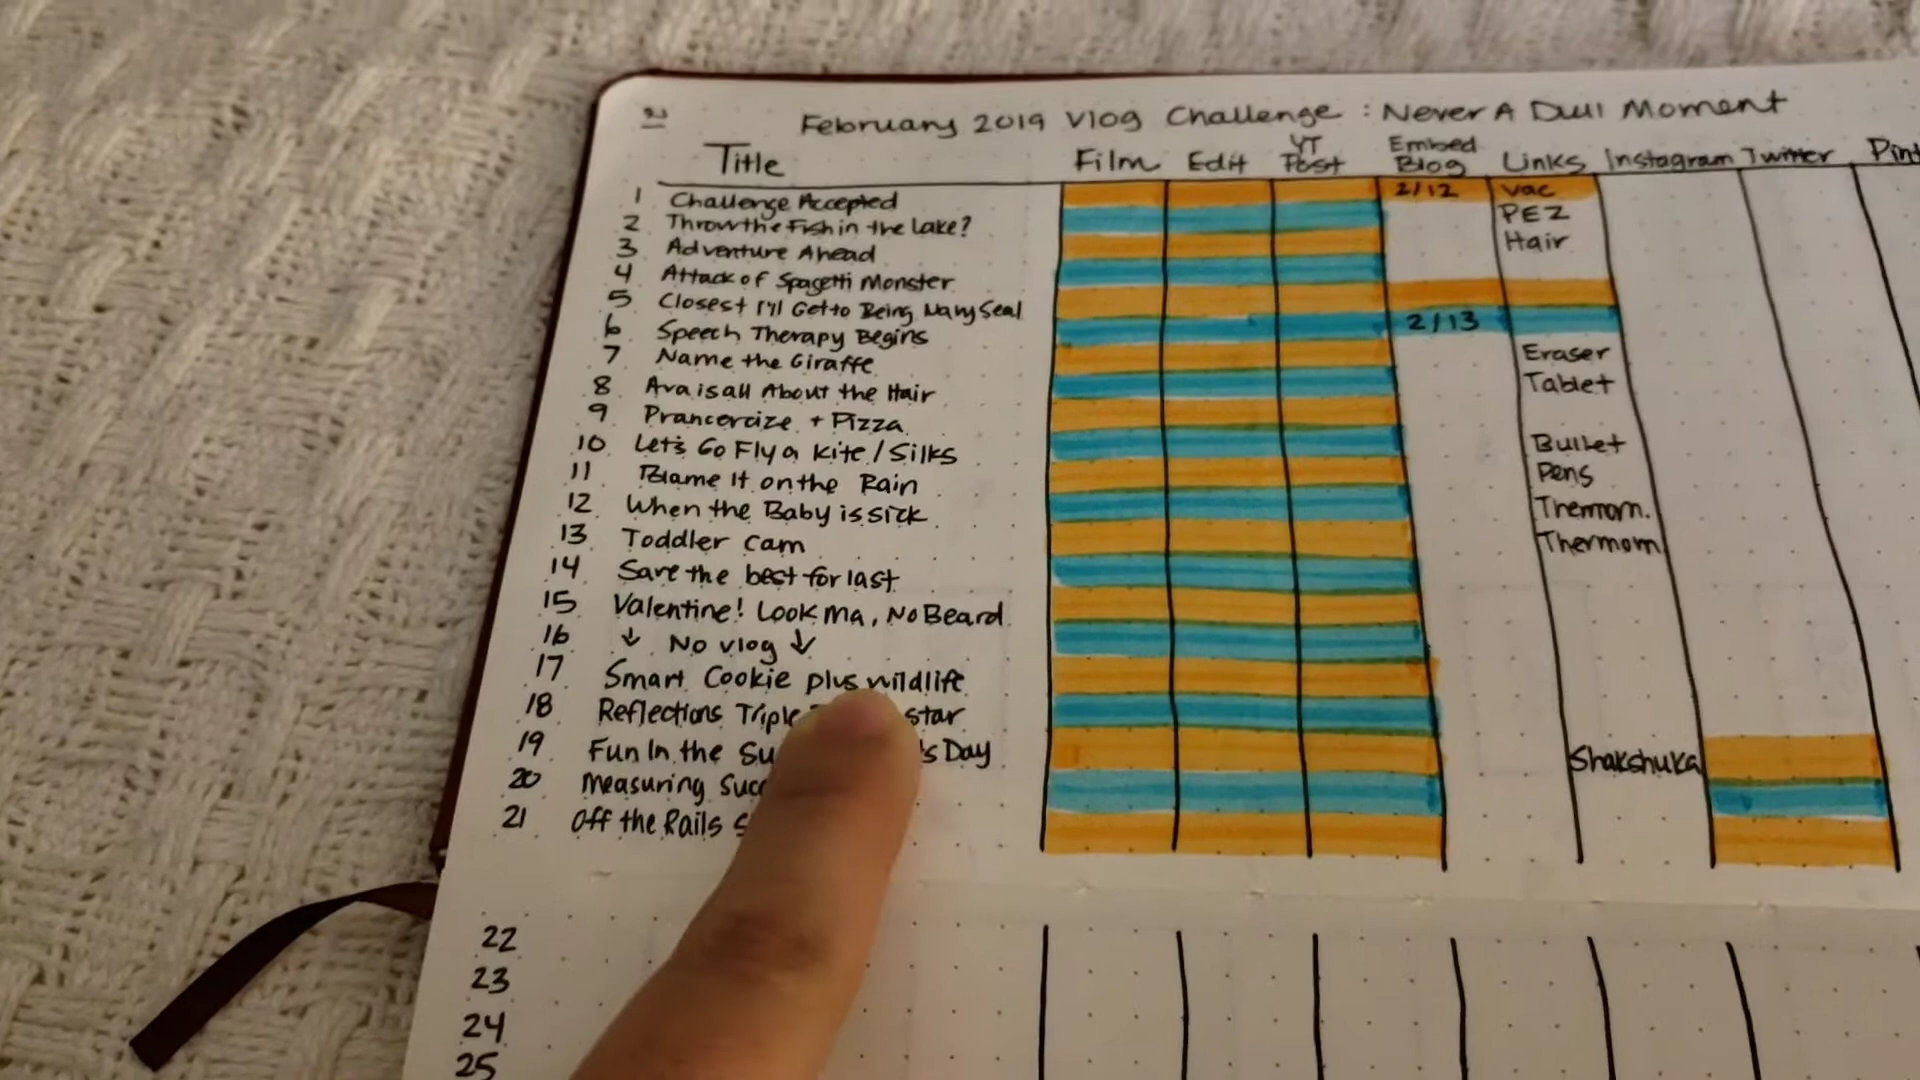 February 2019 Vlog Challenge : Never A Dull Moment
Title Film Edit YT Post Embed Blog Links Instagram Twitter
1 Challenge Accepted 2/12 Vac
2 Throw the Fish in the Lake? PEZ
3 Adventure Ahead Hair
4 Attack of Spagetti Monster
5 Closest I'll Get to Being Navy Seal
6 Speech Therapy Begins 2/13
7 Name the Giraffe Eraser
8 Ava is all About the Hair Tablet
9 Prancercize + Pizza
10 Let's Go Fly a Kite / Silks Bullet
11 Blame It on the Rain Pens
12 When the Baby is sick Thermom.
13 Toddler cam Thermom.
14 Save the best for last
15 Valentine! Look Ma, No Beard
16 ↓ No vlog ↓
17 Smart Cookie plus wildlife
18 Reflections Triple star
19 Fun In the Day Shakshuka
20 Measuring
21 Off the Rails
22
23
24
25